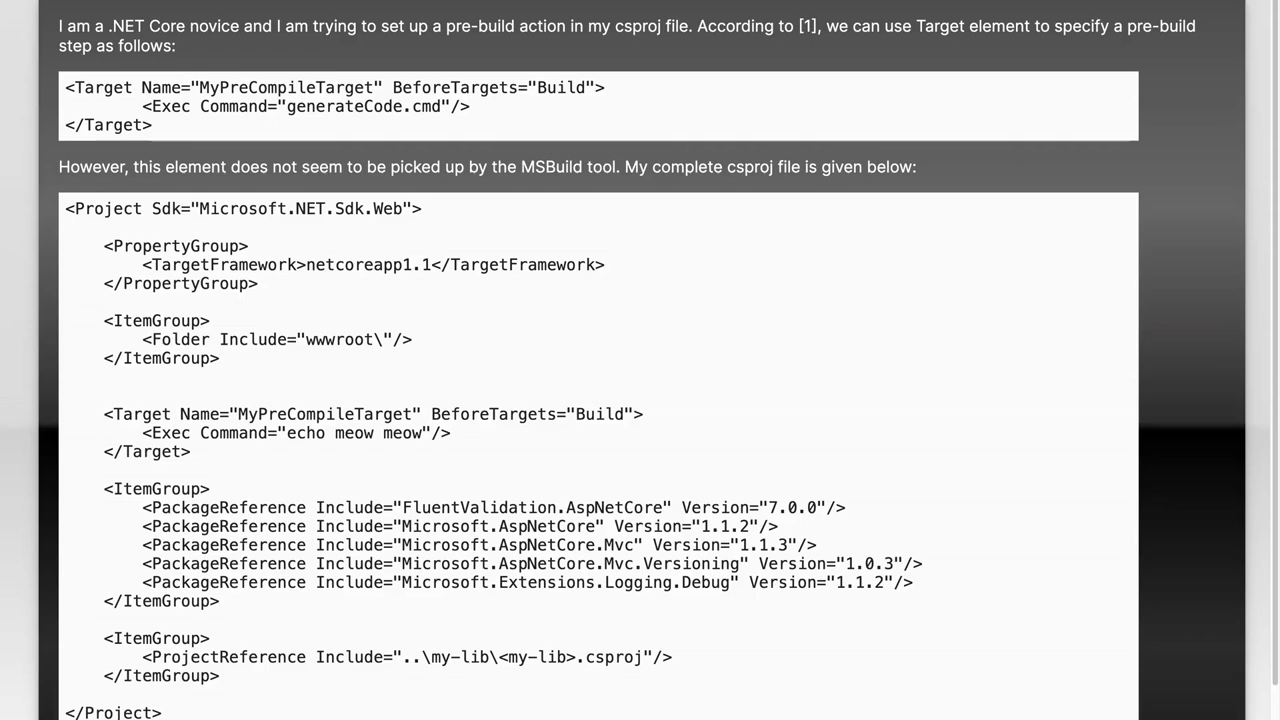 I am a .NET Core novice and I am trying to set up a pre-build action in my csproj file. According to [1], we can use Target element to specify a pre-build
step as follows:
<Target Name="MyPreCompileTarget" BeforeTargets="Build">
        <Exec Command="generateCode.cmd"/>
</Target>
However, this element does not seem to be picked up by the MSBuild tool. My complete csproj file is given below:
<Project Sdk="Microsoft.NET.Sdk.Web">
    <PropertyGroup>
        <TargetFramework>netcoreapp1.1</TargetFramework>
    </PropertyGroup>
    <ItemGroup>
        <Folder Include="wwwroot\"/>
    </ItemGroup>
    <Target Name="MyPreCompileTarget" BeforeTargets="Build">
        <Exec Command="echo meow meow"/>
    </Target>
    <ItemGroup>
        <PackageReference Include="FluentValidation.AspNetCore" Version="7.0.0"/>
        <PackageReference Include="Microsoft.AspNetCore" Version="1.1.2"/>
        <PackageReference Include="Microsoft.AspNetCore.Mvc" Version="1.1.3"/>
        <PackageReference Include="Microsoft.AspNetCore.Mvc.Versioning" Version="1.0.3"/>
        <PackageReference Include="Microsoft.Extensions.Logging.Debug" Version="1.1.2"/>
    </ItemGroup>
    <ItemGroup>
        <ProjectReference Include="..\my-lib\<my-lib>.csproj"/>
    </ItemGroup>
</Project>